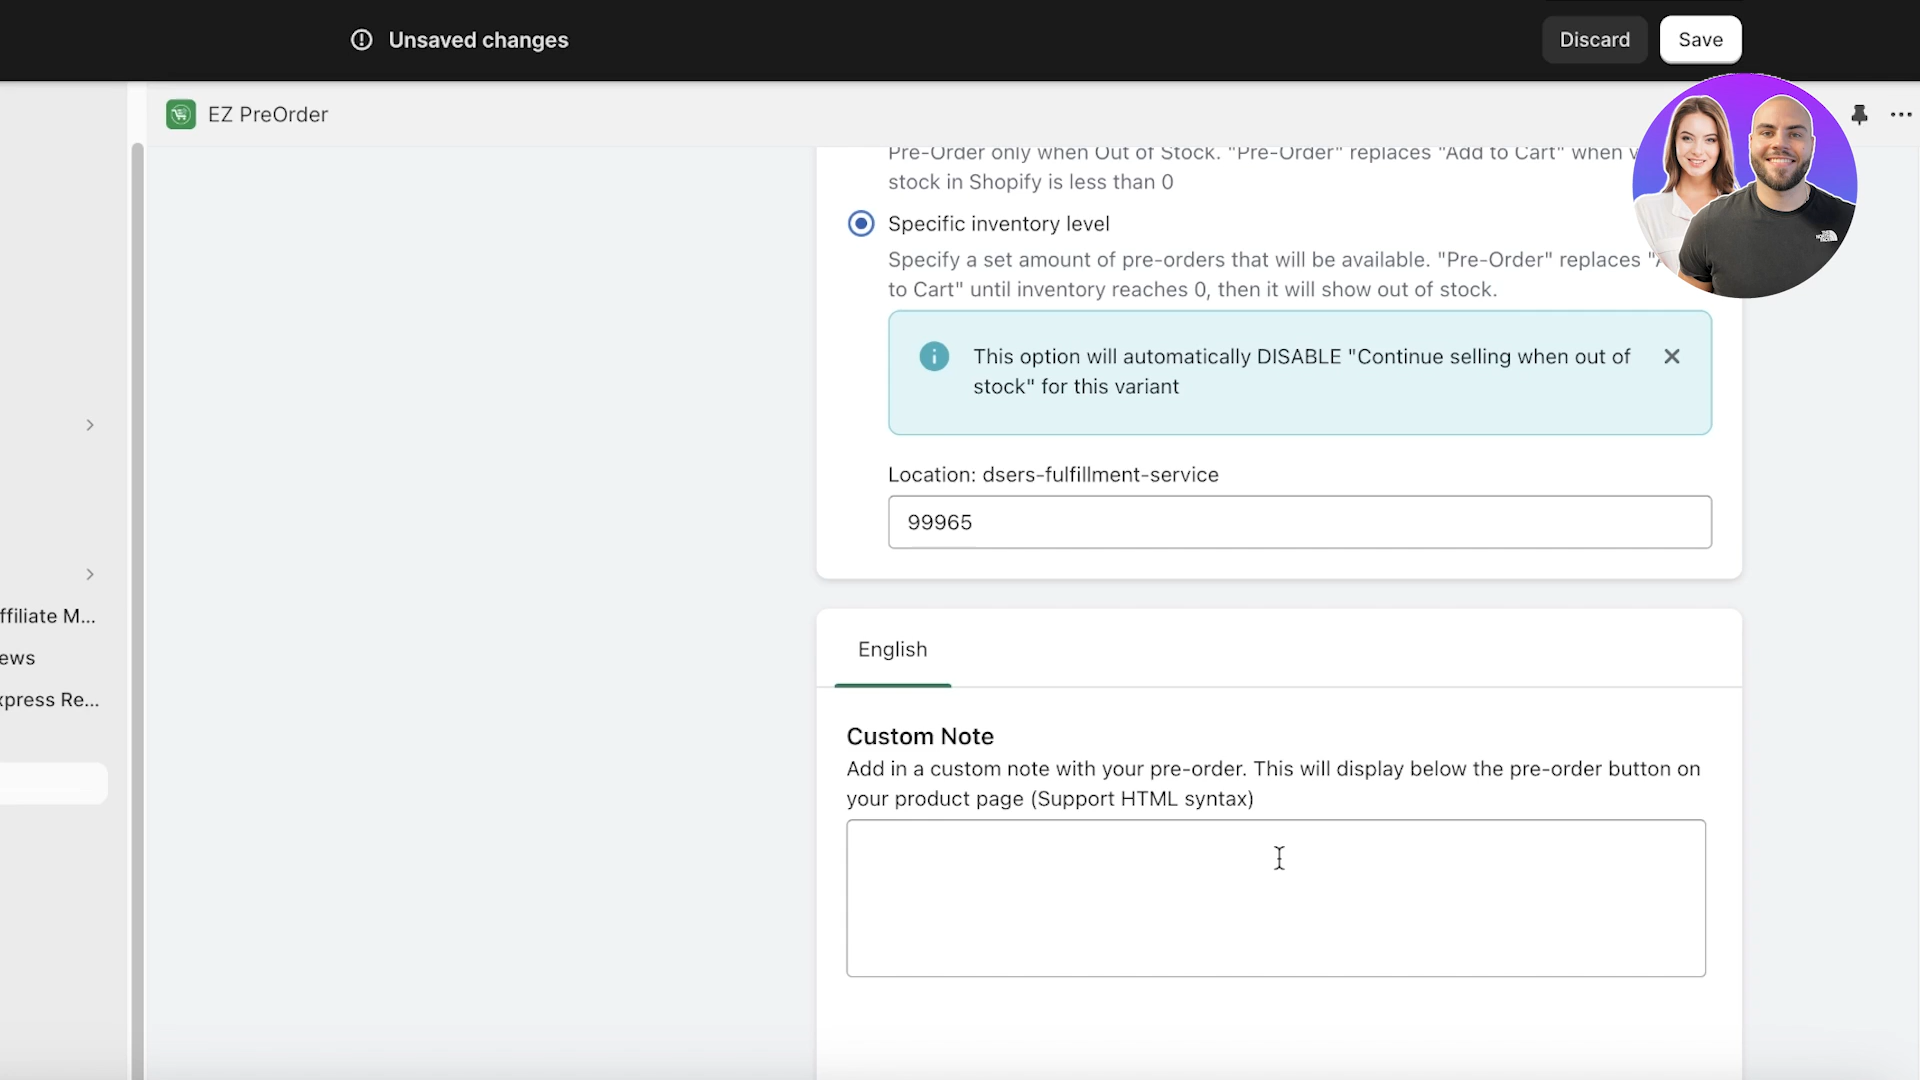 Unsaved changes
Discard
Save
EZ PreOrder
Pre-Order only when Out of Stock. "Pre-Order" replaces "Add to Cart" when
stock in Shopify is less than 0
Specific inventory level
Specify a set amount of pre-orders that will be available. "Pre-Order" replaces
to Cart" until inventory reaches 0, then it will show out of stock.
This option will automatically DISABLE "Continue selling when out of
stock" for this variant
Location: dsers-fulfillment-service
99965
ffiliate M...
ews
xpress Re...
English
Custom Note
Add in a custom note with your pre-order. This will display below the pre-order button on
your product page (Support HTML syntax)